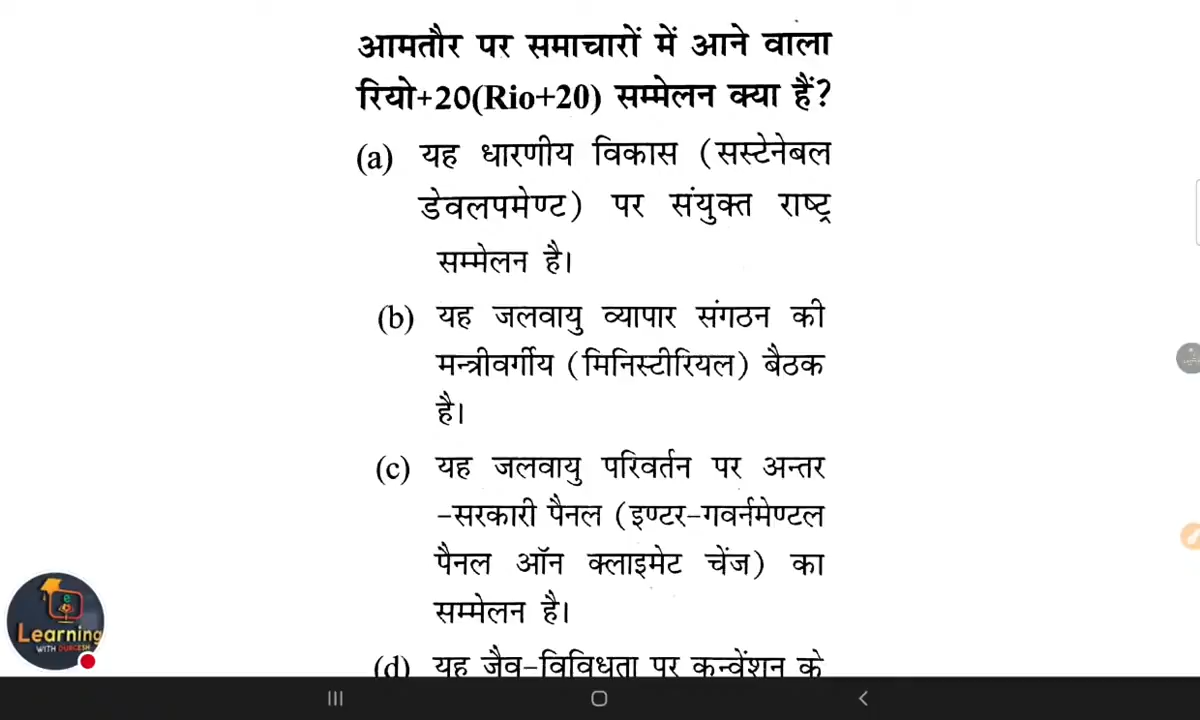 आमतौर पर समाचारों में आने वाला
रियो+20(Rio+20) सम्मेलन क्या हैं?
(a) यह धारणीय विकास (सस्टेनेबल
डेवलपमेण्ट) पर संयुक्त राष्ट्र
सम्मेलन है।
(b) यह जलवायु व्यापार संगठन की
मन्त्रीवर्गीय (मिनिस्टीरियल) बैठक
है।
(c) यह जलवायु परिवर्तन पर अन्तर
-सरकारी पैनल (इण्टर-गवर्नमेण्टल
पैनल ऑन क्लाइमेट चेंज) का
सम्मेलन है।
(d) यह जैव-विविधता पर कन्वेंशन के
e
Learning
WITH DURGESH